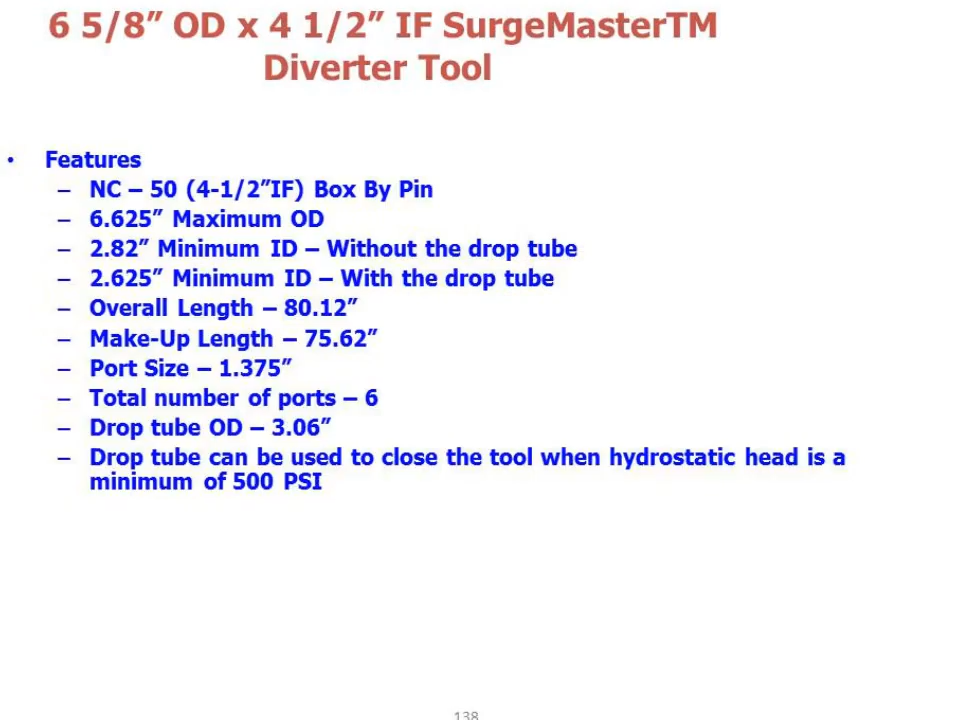 6 5/8” OD x 4 1/2” IF SurgeMasterTM
Diverter Tool
• Features
– NC – 50 (4-1/2”IF) Box By Pin
– 6.625” Maximum OD
– 2.82” Minimum ID – Without the drop tube
– 2.625” Minimum ID – With the drop tube
– Overall Length – 80.12”
– Make-Up Length – 75.62”
– Port Size – 1.375”
– Total number of ports – 6
– Drop tube OD – 3.06”
– Drop tube can be used to close the tool when hydrostatic head is a
minimum of 500 PSI
138